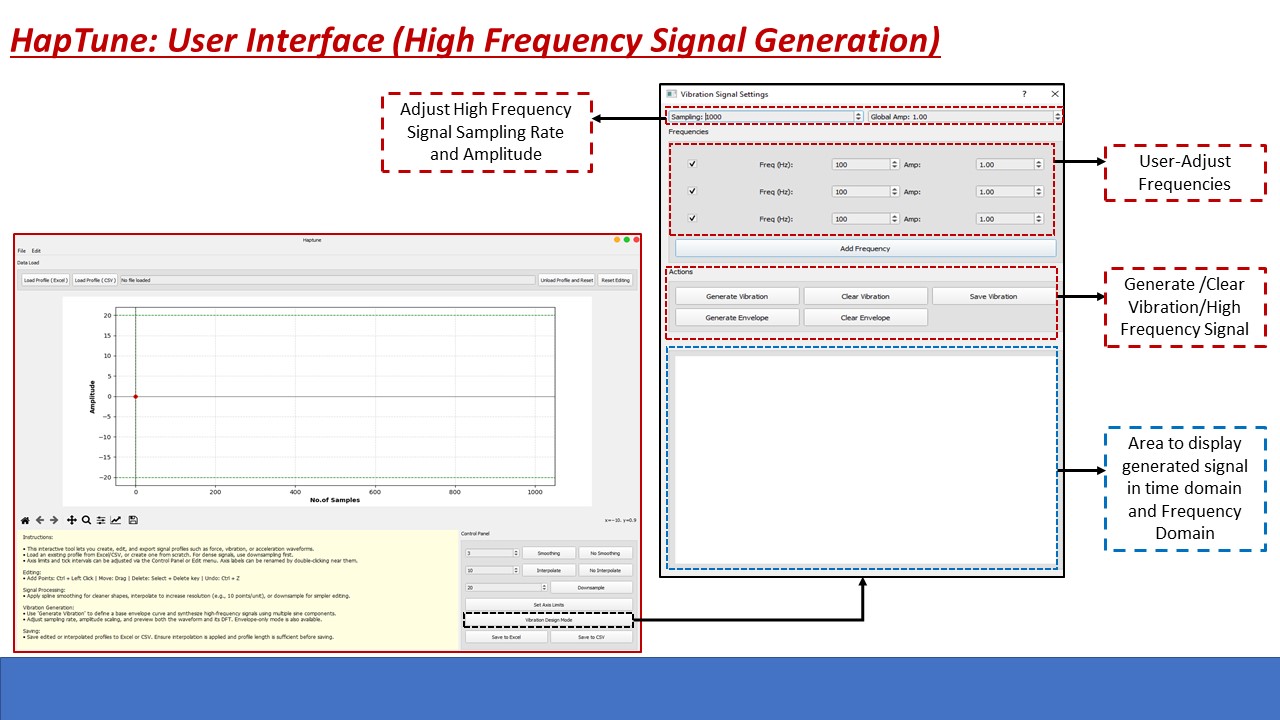 HapTune: User Interface (High Frequency Signal Generation)
Adjust High Frequency
Signal Sampling Rate
and Amplitude
Vibration Signal Settings
?
Sampling: 1000
Global Amp: 1.00
Frequencies
Freq (Hz): 100 Amp: 1.00
Freq (Hz): 100 Amp: 1.00
Freq (Hz): 100 Amp: 1.00
Add Frequency
Actions
Generate Vibration
Clear Vibration
Save Vibration
Generate Envelope
Clear Envelope
User-Adjust
Frequencies
Generate /Clear
Vibration/High
Frequency Signal
Area to display
generated signal
in time domain
and Frequency
Domain
Haptune
File Edit
Data Load
Load Profile ( Excel )
Load Profile ( CSV )
No file loaded
Unload Profile and Reset
Reset Editing
20
15
10
5
0
−5
−10
−15
−20
Amplitude
0 200 400 600 800 1000
No.of Samples
x=−10, y=0.9
Instructions:
• This interactive tool lets you create, edit, and export signal profiles such as force, vibration, or acceleration waveforms.
• Load an existing profile from Excel/CSV, or create one from scratch. For dense signals, use downsampling first.
• Axis limits and tick intervals can be adjusted via the Control Panel or Edit menu. Axis labels can be renamed by double-clicking near them.
Editing:
• Add Points: Ctrl + Left Click | Move: Drag | Delete: Select + Delete key | Undo: Ctrl + Z
Signal Processing:
• Apply spline smoothing for cleaner shapes, interpolate to increase resolution (e.g., 10 points/unit), or downsample for simpler editing.
Vibration Generation:
• Use 'Generate Vibration' to define a base envelope curve and synthesize high-frequency signals using multiple sine components.
• Adjust sampling rate, amplitude scaling, and preview both the waveform and its DFT. Envelope-only mode is also available.
Saving:
• Save edited or interpolated profiles to Excel or CSV. Ensure interpolation is applied and profile length is sufficient before saving.
Control Panel
3
Smoothing
No Smoothing
10
Interpolate
No Interpolate
20
Downsample
Set Axis Limits
Vibration Design Mode
Save to Excel
Save to CSV